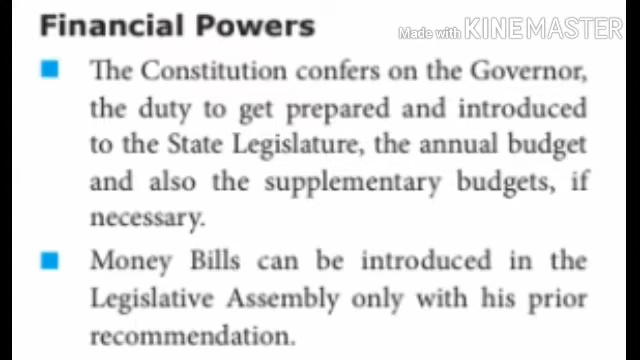 Financial Powers
Made with KINEMASTER
The Constitution confers on the Governor,
the duty to get prepared and introduced
to the State Legislature, the annual budget
and also the supplementary budgets, if
necessary.
Money Bills can be introduced in the
Legislative Assembly only with his prior
recommendation.